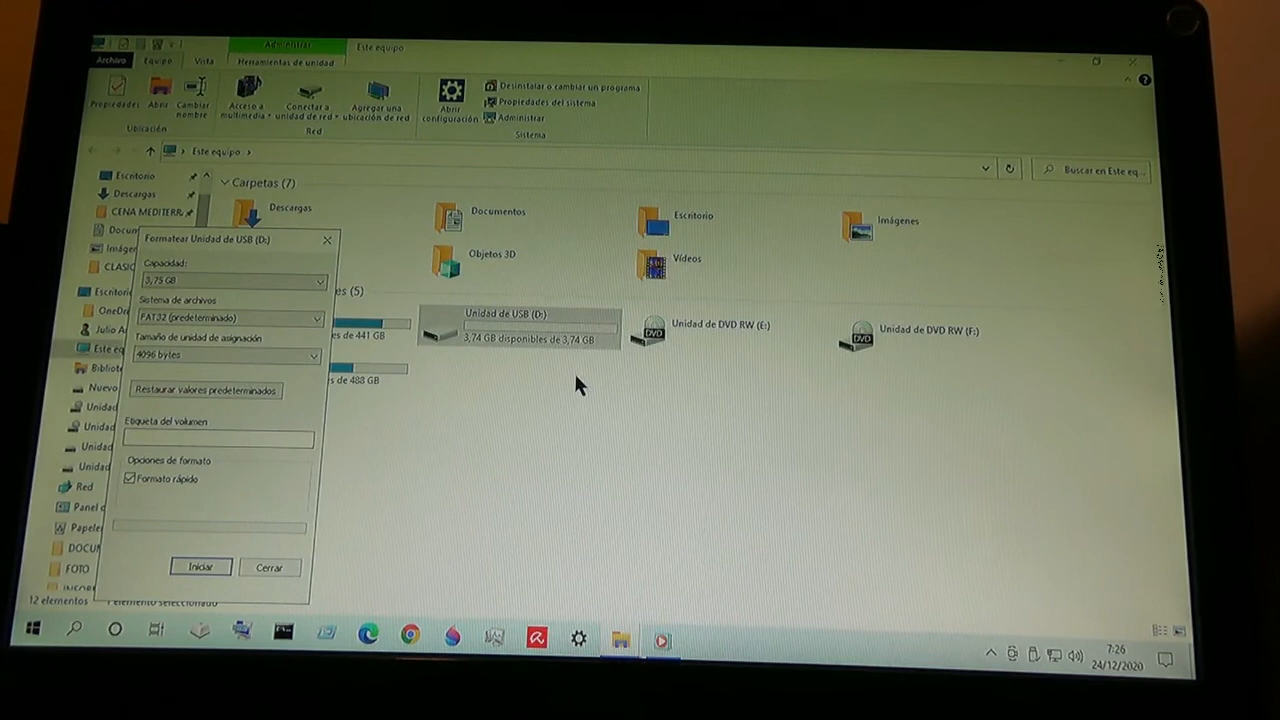 Administrar
Este equipo
Archivo
Equipo
Vista
Herramientas de unidad
Propiedades
Abrir
Cambiar
nombre
Ubicación
Acceso a
multimedia
Conectar a
unidad de red
Agregar una
ubicación de red
Red
Abrir
configuración
Desinstalar o cambiar un programa
Propiedades del sistema
Administrar
Sistema
Este equipo
Buscar en Este eq...
Escritorio
Descargas
CENA MEDITERR
Docum
Imáger
CLASIC
Escritori
OneDr
Julio A
Este eq
Bibliote
Nuevo
Unidad
Unidad
Unidad
Unidad
Red
Panel d
Papeler
DOCUM
FOTO
Carpetas (7)
Descargas
Documentos
Escritorio
Imágenes
Objetos 3D
Vídeos
es (5)
es de 441 GB
Unidad de USB (D:)
3,74 GB disponibles de 3,74 GB
Unidad de DVD RW (E:)
Unidad de DVD RW (F:)
es de 488 GB
Formatear Unidad de USB (D:)
Capacidad:
3,75 GB
Sistema de archivos
FAT32 (predeterminado)
Tamaño de unidad de asignación
4096 bytes
Restaurar valores predeterminados
Etiqueta del volumen
Opciones de formato
Formato rápido
Iniciar
Cerrar
12 elementos
1 elemento seleccionado
7:26
24/12/2020